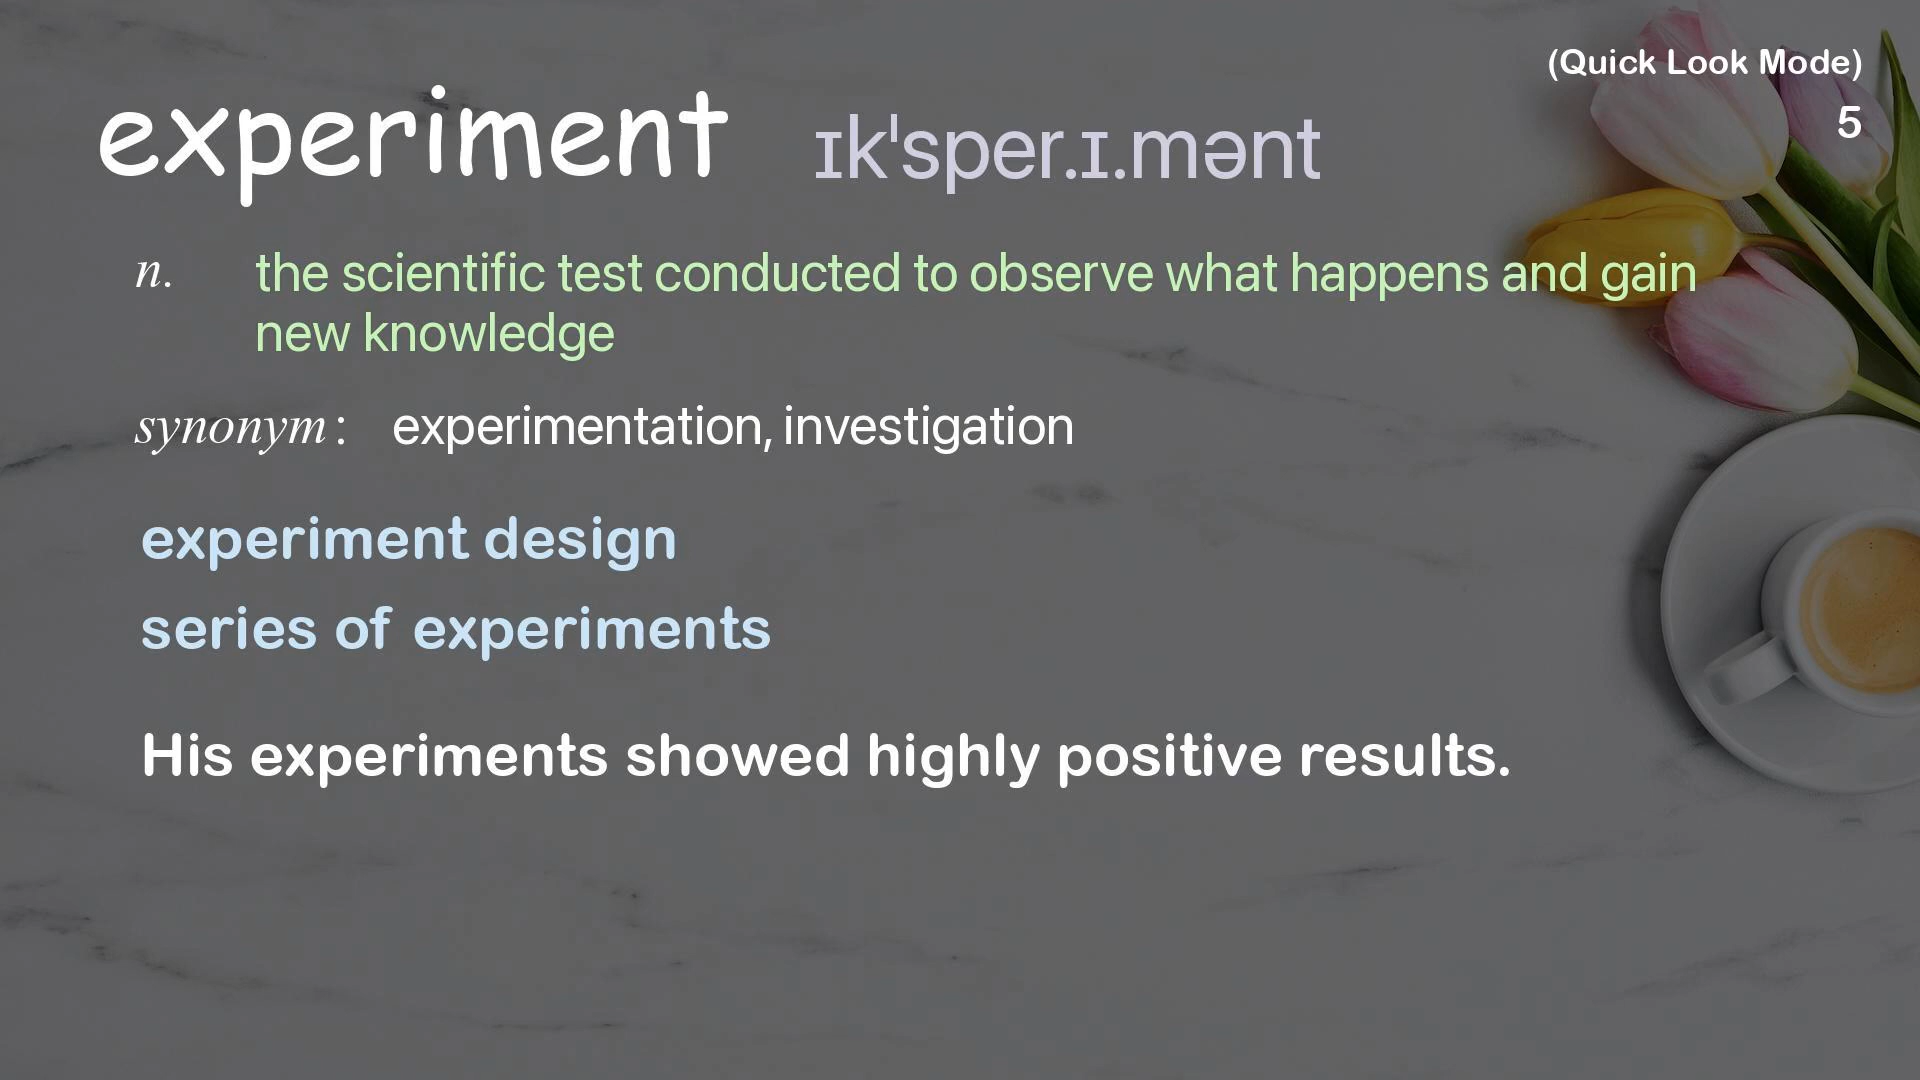 (Quick Look Mode)
5
experiment ɪkˈsper.ɪ.mənt
n. the scientific test conducted to observe what happens and gain
new knowledge
synonym: experimentation, investigation
experiment design
series of experiments
His experiments showed highly positive results.